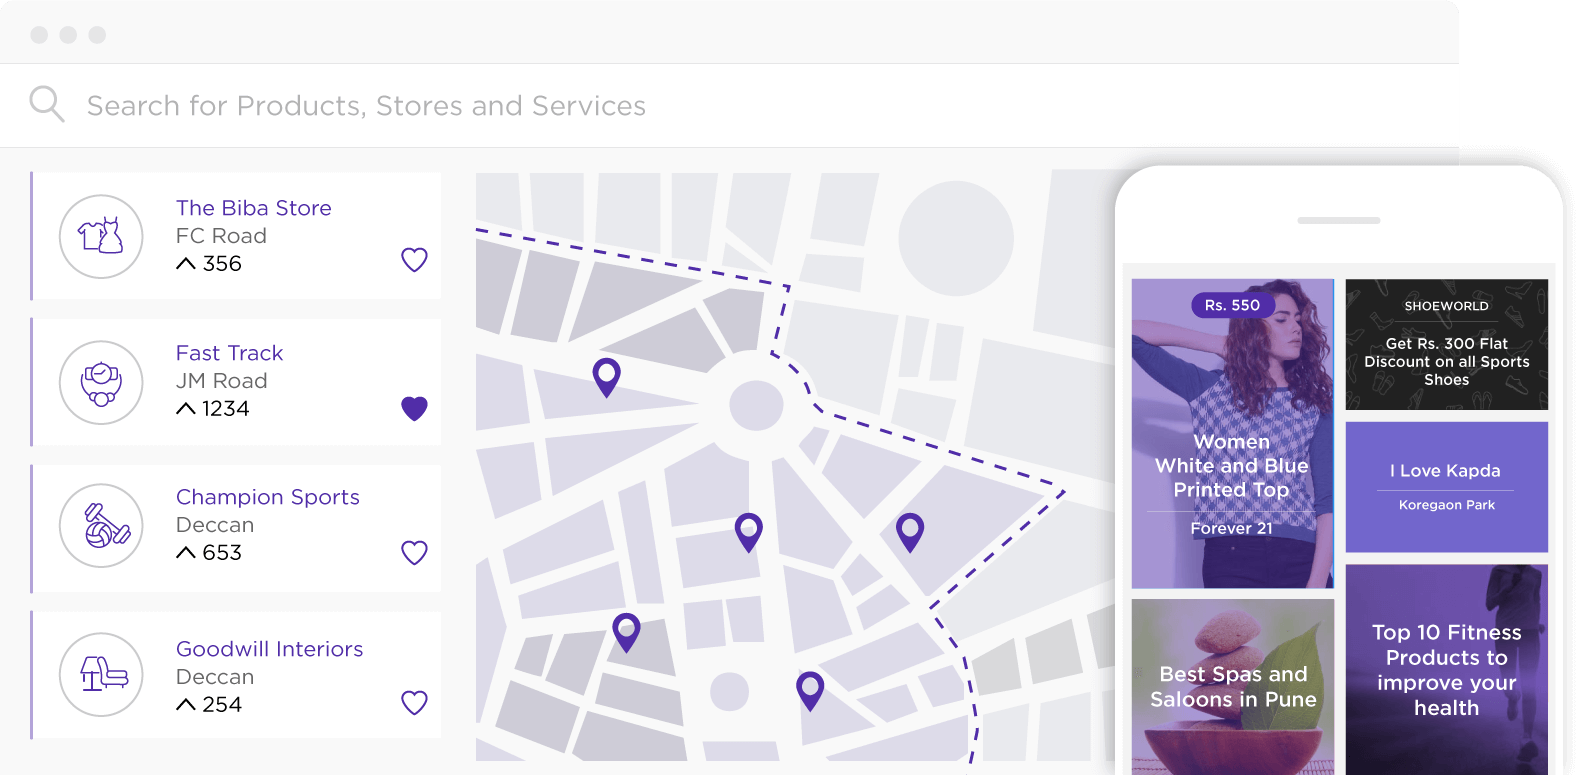 Search for Products, Stores and Services
The Biba Store
FC Road
356
Fast Track
JM Road
1234
Champion Sports
Deccan
653
Goodwill Interiors
Deccan
254
Rs. 550
Women
White and Blue
Printed Top
Forever 21
SHOEWORLD
Get Rs. 300 Flat
Discount on all Sports
Shoes
I Love Kapda
Koregaon Park
Best Spas and
Saloons in Pune
Top 10 Fitness
Products to
improve your
health